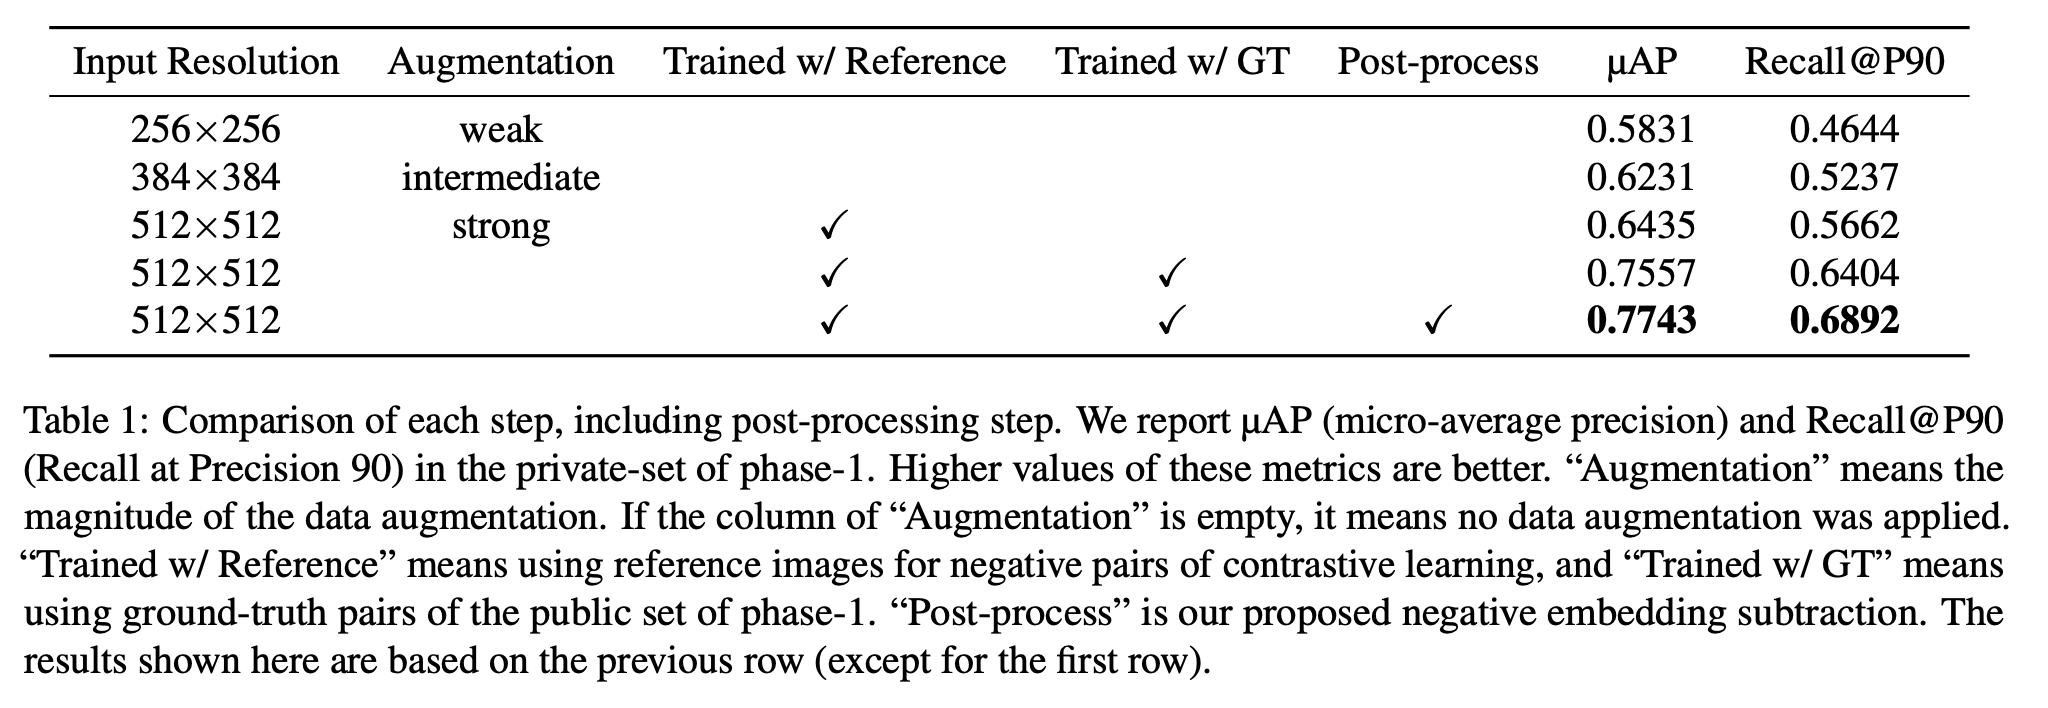 Input Resolution Augmentation Trained w/ Reference Trained w/ GT Post-process μAP Recall@P90
256×256 weak 0.5831 0.4644
384×384 intermediate 0.6231 0.5237
512×512 strong ✓ 0.6435 0.5662
512×512 ✓ ✓ 0.7557 0.6404
512×512 ✓ ✓ ✓ 0.7743 0.6892
Table 1: Comparison of each step, including post-processing step. We report μAP (micro-average precision) and Recall@P90
(Recall at Precision 90) in the private-set of phase-1. Higher values of these metrics are better. “Augmentation” means the
magnitude of the data augmentation. If the column of “Augmentation” is empty, it means no data augmentation was applied.
“Trained w/ Reference” means using reference images for negative pairs of contrastive learning, and “Trained w/ GT” means
using ground-truth pairs of the public set of phase-1. “Post-process” is our proposed negative embedding subtraction. The
results shown here are based on the previous row (except for the first row).